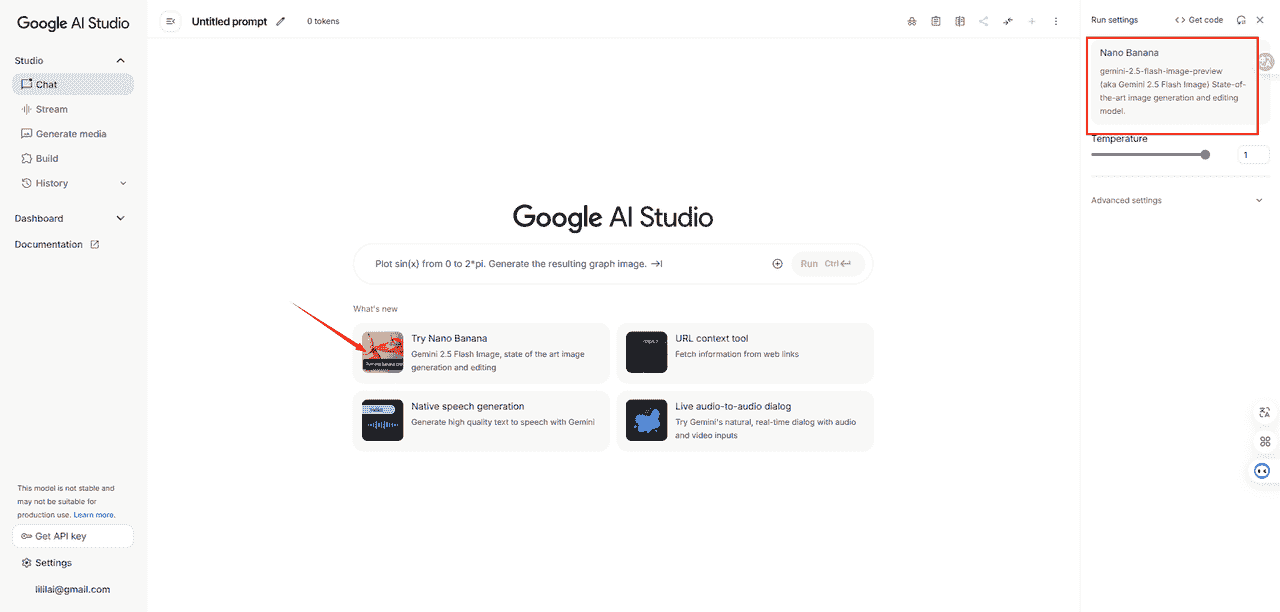 Google AI Studio
Untitled prompt
0 tokens
Studio
Chat
Stream
Generate media
Build
History
Dashboard
Documentation
This model is not stable and
may not be suitable for
production use. Learn more.
Get API key
Settings
lililai@gmail.com
Google AI Studio
Plot sin(x) from 0 to 2*pi. Generate the resulting graph image.
Run Ctrl
What's new
Try Nano Banana
Gemini 2.5 Flash Image, state of the art image
generation and editing
URL context tool
Fetch information from web links
Native speech generation
Generate high quality text to speech with Gemini
Live audio-to-audio dialog
Try Gemini's natural, real-time dialog with audio
and video inputs
Run settings
<> Get code
Nano Banana
gemini-2.5-flash-image-preview
(aka Gemini 2.5 Flash Image) State-of-
the-art image generation and editing
model.
Temperature
1
Advanced settings